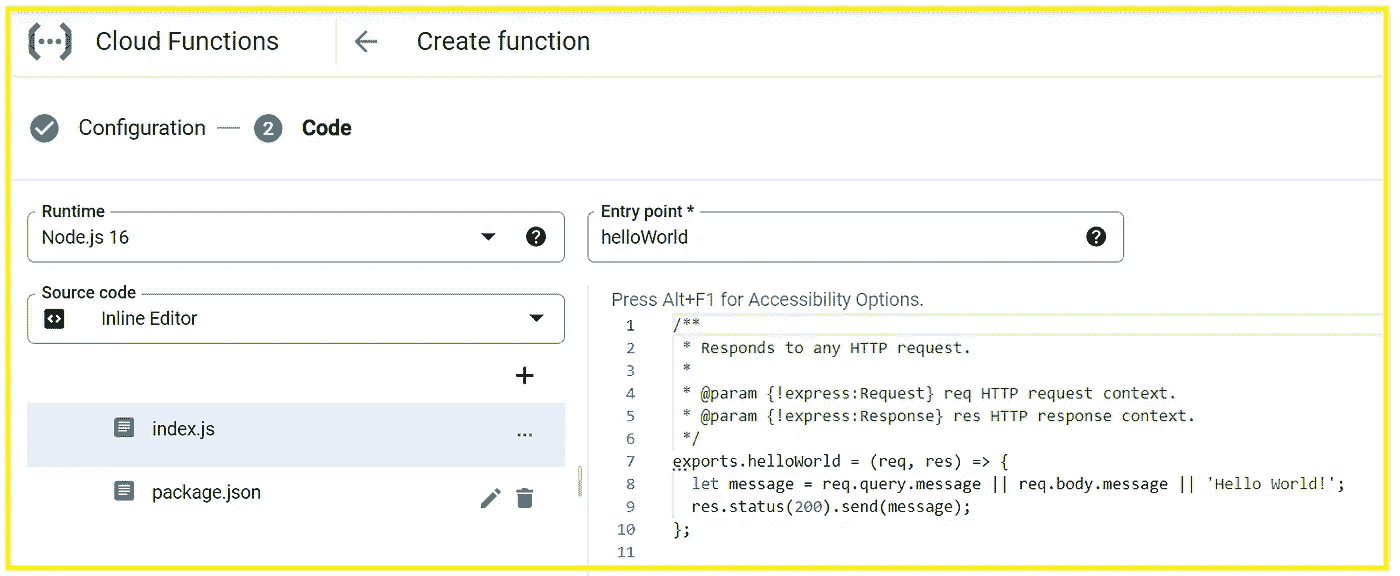 Cloud Functions
Create function
Configuration
2
Code
Runtime
Node.js 16
Entry point *
helloWorld
Source code
Inline Editor
index.js
package.json
Press Alt+F1 for Accessibility Options.
1 /**
2  * Responds to any HTTP request.
3  *
4  * @param {!express:Request} req HTTP request context.
5  * @param {!express:Response} res HTTP response context.
6  */
7 exports.helloWorld = (req, res) => {
8   let message = req.query.message || req.body.message || 'Hello World!';
9   res.status(200).send(message);
10 };
11